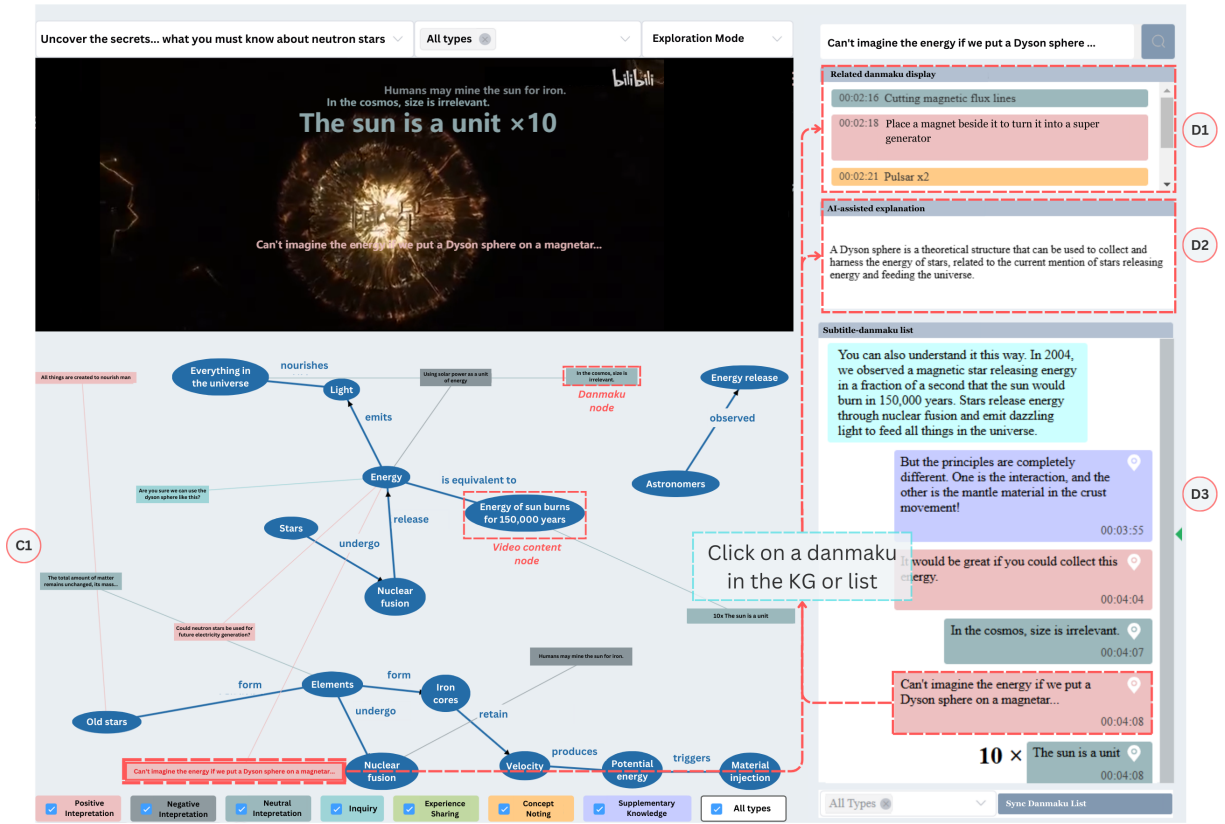 Uncover the secrets... what you must know about neutron stars
All types
Exploration Mode
Can't imagine the energy if we put a Dyson sphere ...
bilibili
Humans may mine the sun for iron.
In the cosmos, size is irrelevant.
The sun is a unit ×10
Can't imagine the energy if we put a Dyson sphere on a magnetar...
Related danmaku display
00:02:16 Cutting magnetic flux lines
00:02:18 Place a magnet beside it to turn it into a super
generator
00:02:21 Pulsar x2
D1
AI-assisted explanation
A Dyson sphere is a theoretical structure that can be used to collect and
harness the energy of stars, related to the current mention of stars releasing
energy and feeding the universe.
D2
Subtitle-danmaku list
You can also understand it this way. In 2004,
we observed a magnetic star releasing energy
in a fraction of a second that the sun would
burn in 150,000 years. Stars release energy
through nuclear fusion and emit dazzling
light to feed all things in the universe.
But the principles are completely
different. One is the interaction, and the
other is the mantle material in the crust
movement!
00:03:55
D3
It would be great if you could collect this
energy.
00:04:04
In the cosmos, size is irrelevant.
00:04:07
Can't imagine the energy if we put a
Dyson sphere on a magnetar...
00:04:08
10 × The sun is a unit
00:04:08
All Types
Sync Danmaku List
All things are created to nourish man
Everything in
the universe
nourishes
Light
Using solar power as a unit
of energy
In the cosmos, size is
irrelevant.
Danmaku
node
Energy release
emits
observed
Are you sure we can use the
dyson sphere like this?
Energy
is equivalent to
Astronomers
Energy of sun burns
for 150,000 years
Video content
node
Stars
release
undergo
Click on a danmaku
in the KG or list
C1
The total amount of matter
remains unchanged, its mass...
Nuclear
fusion
10x The sun is a unit
Could neutron stars be used for
future electricity generation?
Humans may mine the sun for iron.
form
Elements
form
Iron
cores
Old stars
undergo
retain
Can't imagine the energy if we put a Dyson sphere on a magnetar...
Nuclear
fusion
Velocity
produces
Potential
energy
triggers
Material
injection
Positive
Intepretation
Negative
Intepretation
Neutral
Intepretation
Inquiry
Experience
Sharing
Concept
Noting
Supplementary
Knowledge
All types